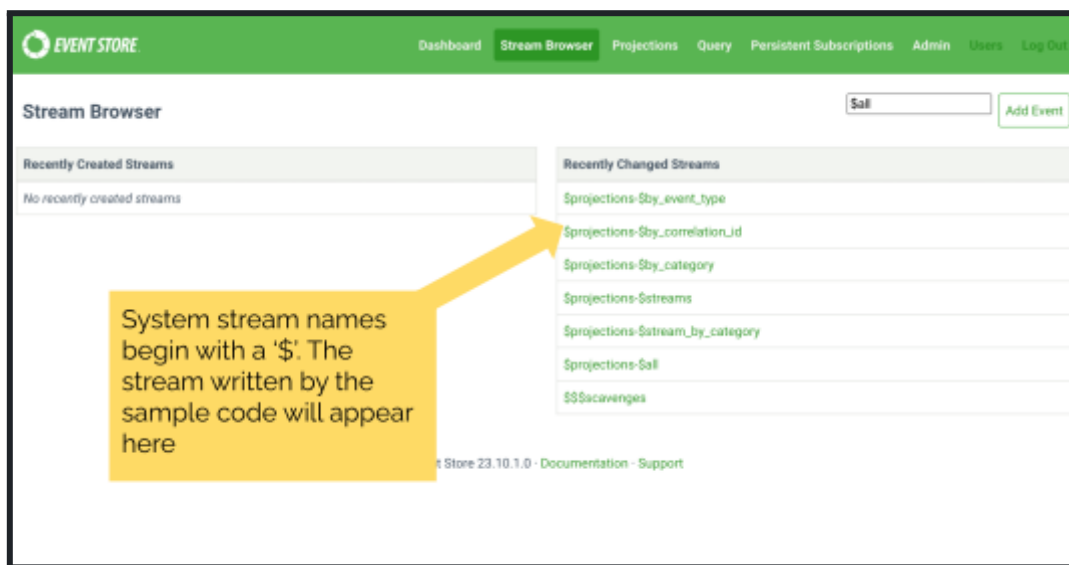 EVENT STORE
Dashboard Stream Browser Projections Query Persistent Subscriptions Admin Users Log Out
Stream Browser
$all
Add Event
Recently Created Streams
No recently created streams
Recently Changed Streams
$projections-$by_event_type
$projections-$by_correlation_id
$projections-$by_category
$projections-$streams
$projections-$stream_by_category
$projections-$all
$$$scavenges
System stream names
begin with a ‘$’. The
stream written by the
sample code will appear
here
t Store 23.10.1.0 · Documentation · Support